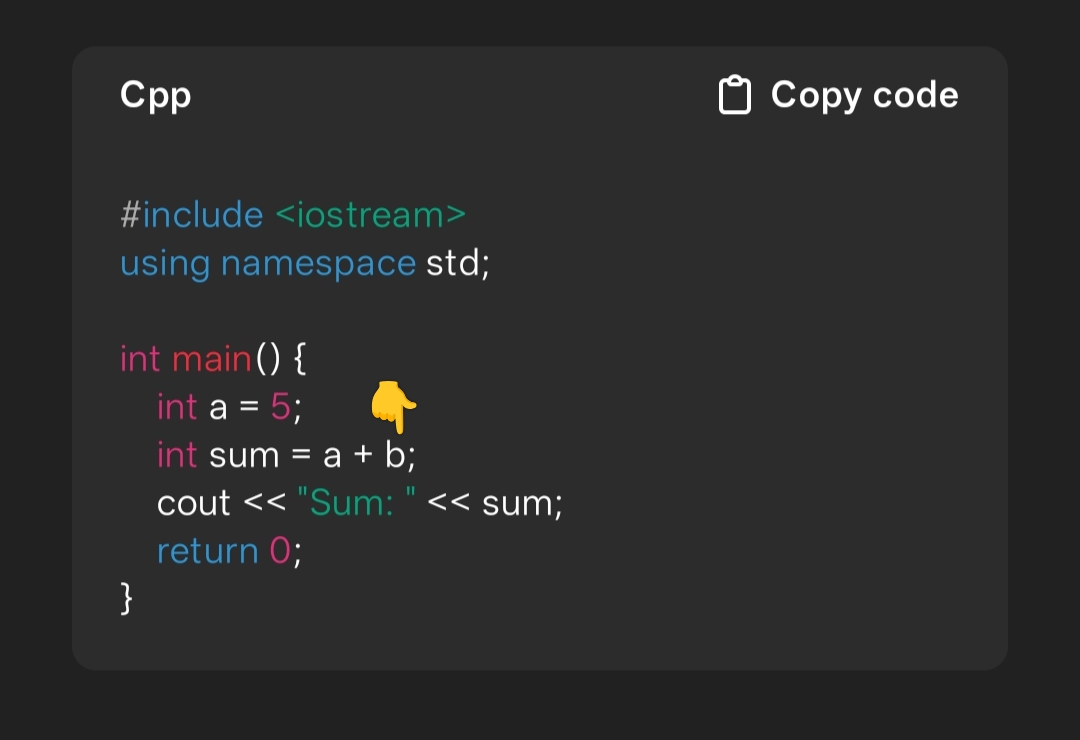 Cpp
Copy code
#include <iostream>
using namespace std;
int main() {
    int a = 5;
    int sum = a + b;
    cout << "Sum: " << sum;
    return 0;
}